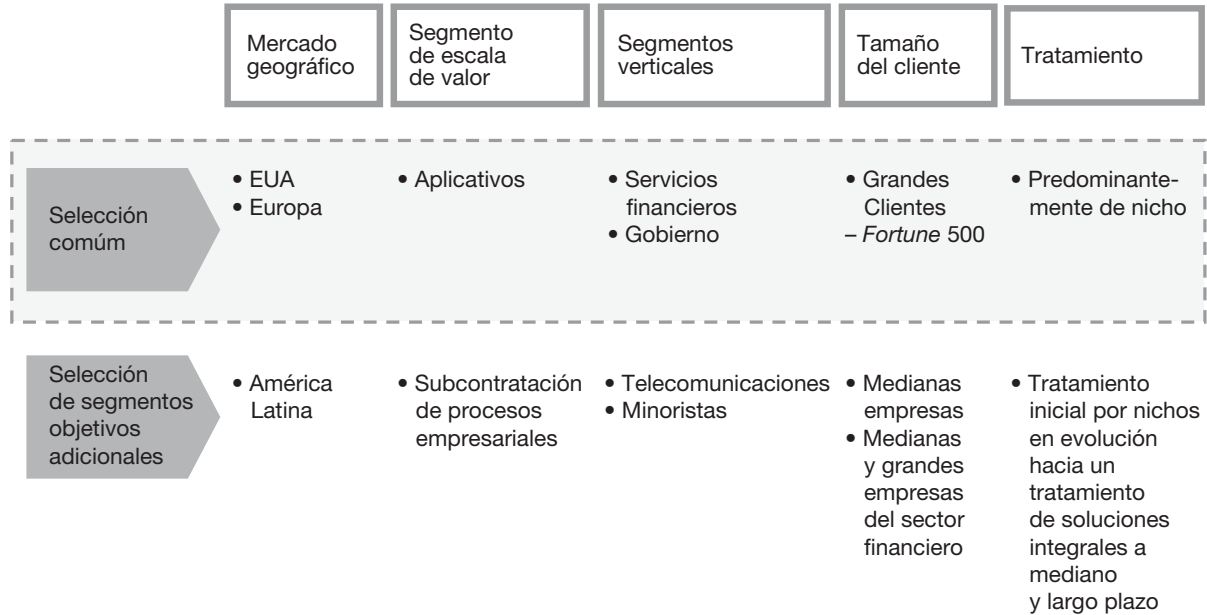 Mercado
geográfico
Segmento
de escala
de valor
Segmentos
verticales
Tamaño
del cliente
Tratamiento
Selección
comúm
• EUA
• Europa
• Aplicativos
• Servicios
financieros
• Gobierno
• Grandes
Clientes
– Fortune 500
• Predominante-
mente de nicho
Selección
de segmentos
objetivos
adicionales
• América
Latina
• Subcontratación
de procesos
empresariales
• Telecomunicaciones
• Minoristas
• Medianas
empresas
• Medianas
y grandes
empresas
del sector
financiero
• Tratamiento
inicial por nichos
en evolución
hacia un
tratamiento
de soluciones
integrales a
mediano
y largo plazo